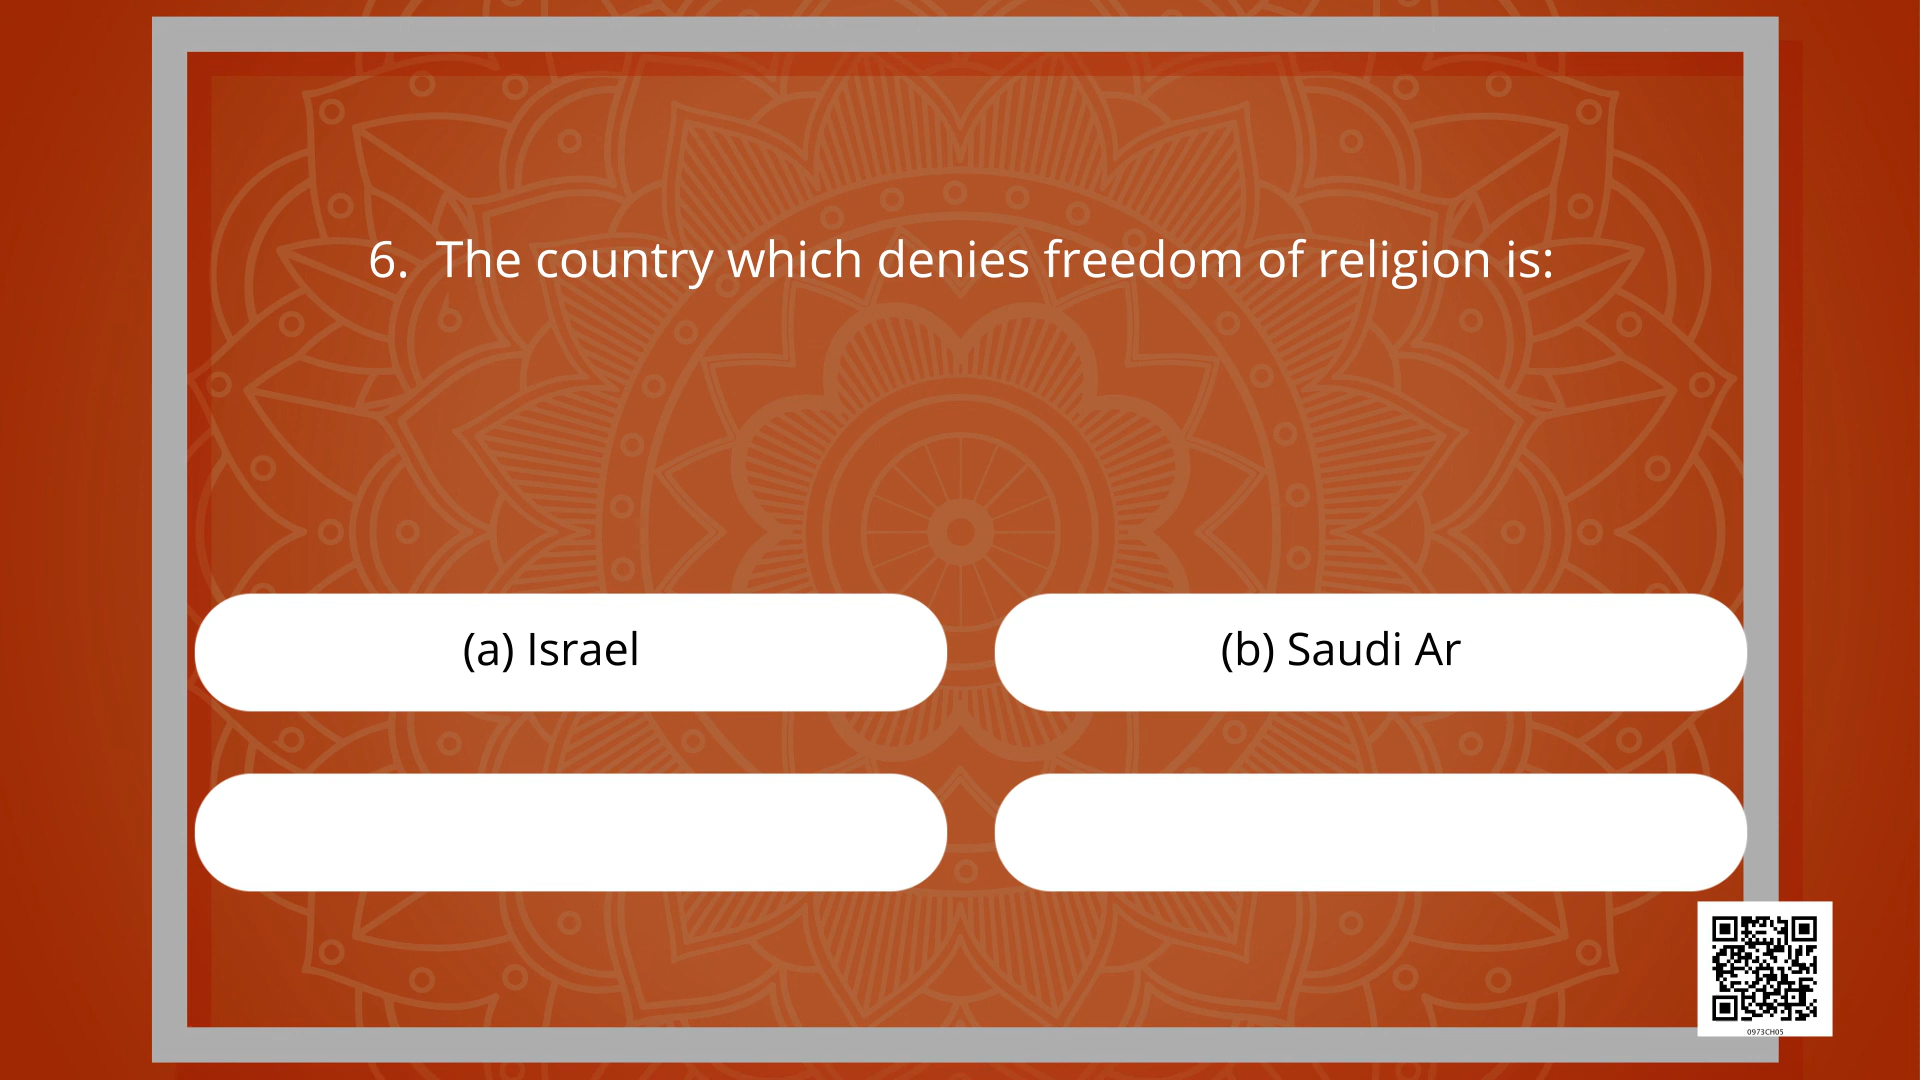 6. The country which denies freedom of religion is:
(a) Israel
(b) Saudi Ar
0973CH05